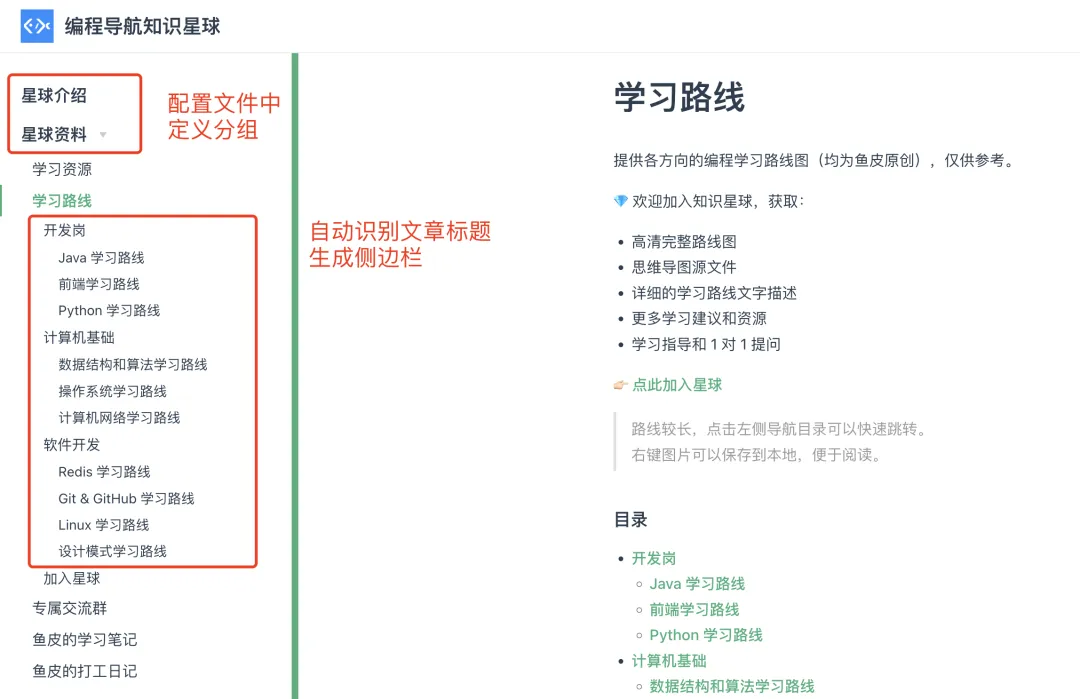 编程导航知识星球
星球介绍
星球资料
学习资源
学习路线
开发岗
Java 学习路线
前端学习路线
Python 学习路线
计算机基础
数据结构和算法学习路线
操作系统学习路线
计算机网络学习路线
软件开发
Redis 学习路线
Git & GitHub 学习路线
Linux 学习路线
设计模式学习路线
加入星球
专属交流群
鱼皮的学习笔记
鱼皮的打工日记
配置文件中
定义分组
自动识别文章标题
生成侧边栏
学习路线
提供各方向的编程学习路线图（均为鱼皮原创），仅供参考。
💎 欢迎加入知识星球，获取：
• 高清完整路线图
• 思维导图源文件
• 详细的学习路线文字描述
• 更多学习建议和资源
• 学习指导和 1 对 1 提问
👉🏻 点此加入星球
路线较长，点击左侧导航目录可以快速跳转。
右键图片可以保存到本地，便于阅读。
目录
• 开发岗
◦ Java 学习路线
◦ 前端学习路线
◦ Python 学习路线
• 计算机基础
◦ 数据结构和算法学习路线